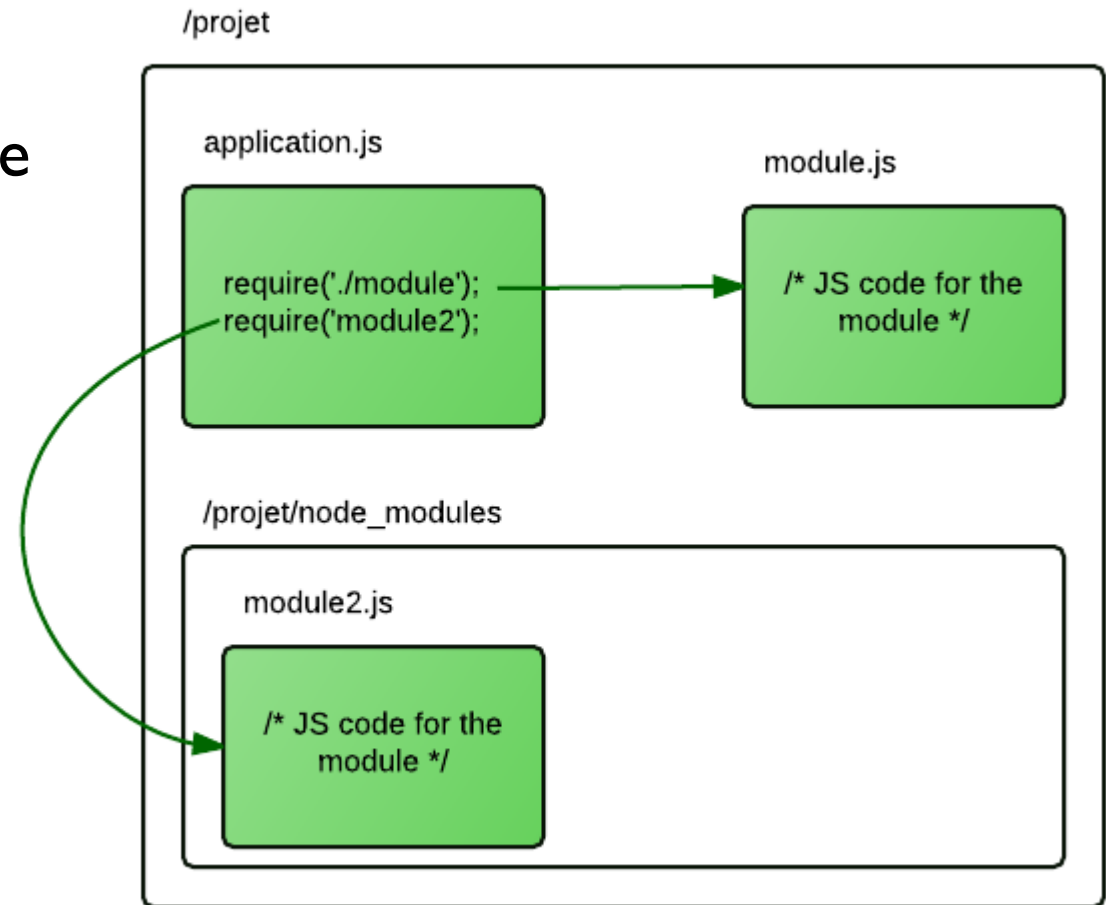 /projet
e
application.js
module.js
require('./module');
require('module2');
/* JS code for the
module */
/projet/node_modules
module2.js
/* JS code for the
module */